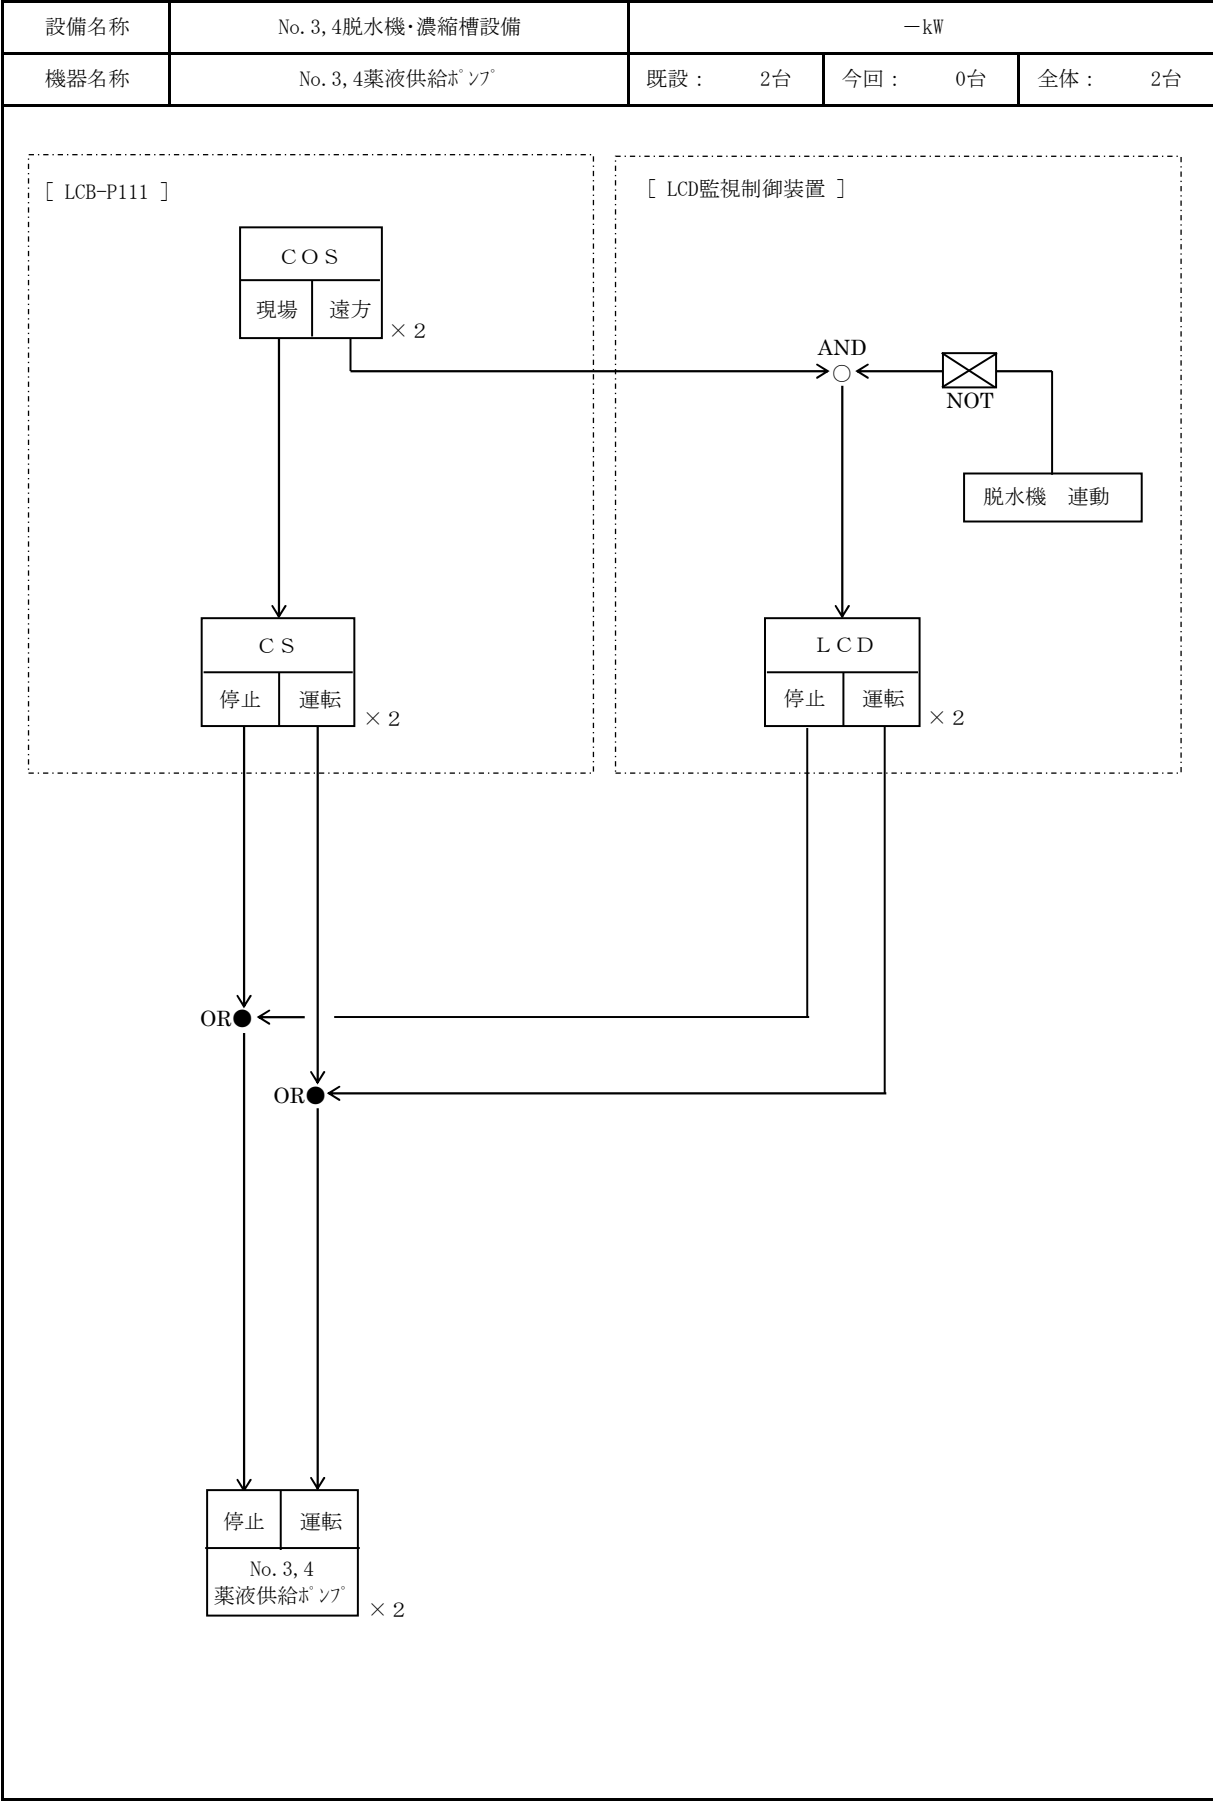 設備名称 No.3,4脱水機･濃縮槽設備 －kW
機器名称 No.3,4薬液供給ﾎﾟﾝﾌﾟ 既設： 2台 今回： 0台 全体： 2台
[ LCB-P111 ]
[ LCD監視制御装置 ]
ＣＯＳ
現場 遠方
×２
AND
NOT
脱水機　連動
ＣＳ
停止 運転
×２
ＬＣＤ
停止 運転
×２
OR
OR
停止 運転
No.3,4
薬液供給ﾎﾟﾝﾌﾟ
×２